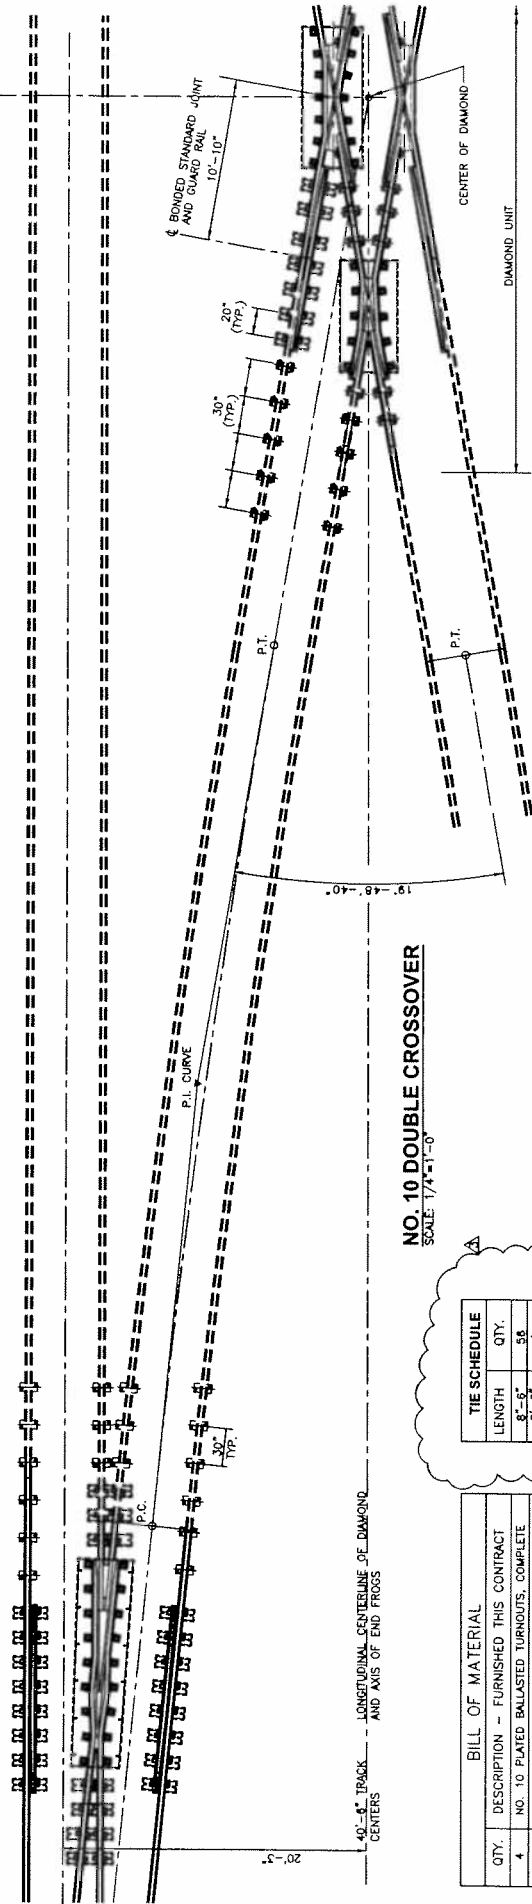 ℄ BONDED STANDARD JOINT
AND GUARD RAIL
10'-10"
20"
(TYP.)
30"
(TYP.)
CENTER OF DIAMOND
DIAMOND UNIT
P.T.
P.T.
19°-48'-40"
P.I. CURVE
NO. 10 DOUBLE CROSSOVER
SCALE: 1/4"=1'-0"
30"
TYP.
P.C.
20'-3"
40'-6" TRACK
CENTERS
LONGITUDINAL CENTERLINE OF DIAMOND
AND AXIS OF END FROGS
3
TIE SCHEDULE
LENGTH QTY.
8'-6" 58
BILL OF MATERIAL
QTY. DESCRIPTION - FURNISHED THIS CONTRACT
4 NO. 10 PLATED BALLASTED TURNOUTS, COMPLETE